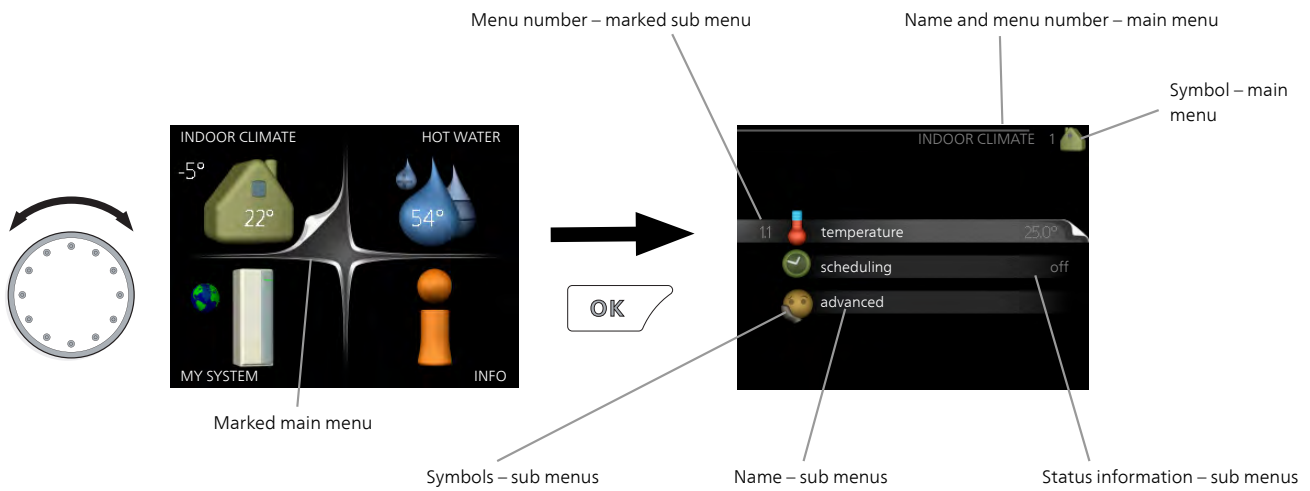 Menu number – marked sub menu
Name and menu number – main menu
Symbol – main
menu
INDOOR CLIMATE
HOT WATER
-5°
22°
54°
MY SYSTEM
INFO
Marked main menu
OK
INDOOR CLIMATE 1
1.1 temperature 25.0°
scheduling off
advanced
Symbols – sub menus
Name – sub menus
Status information – sub menus